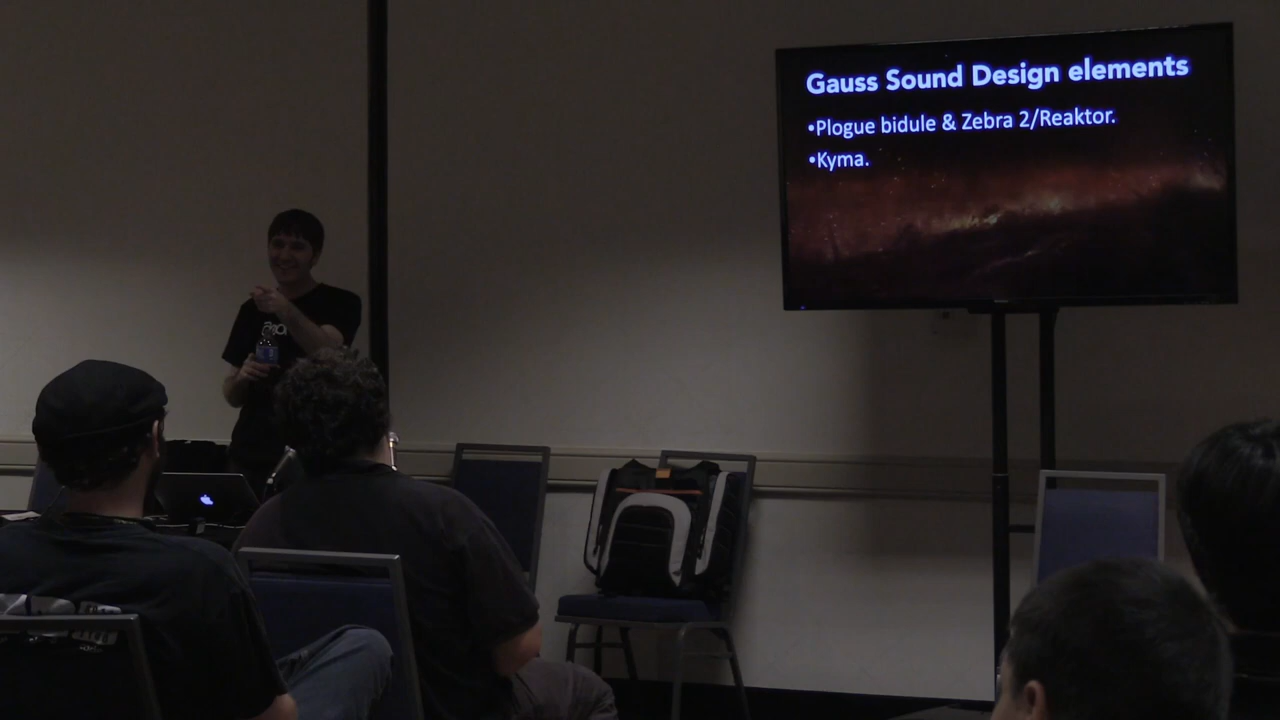 Gauss Sound Design elements
•Plogue bidule & Zebra 2/Reaktor.
•Kyma.